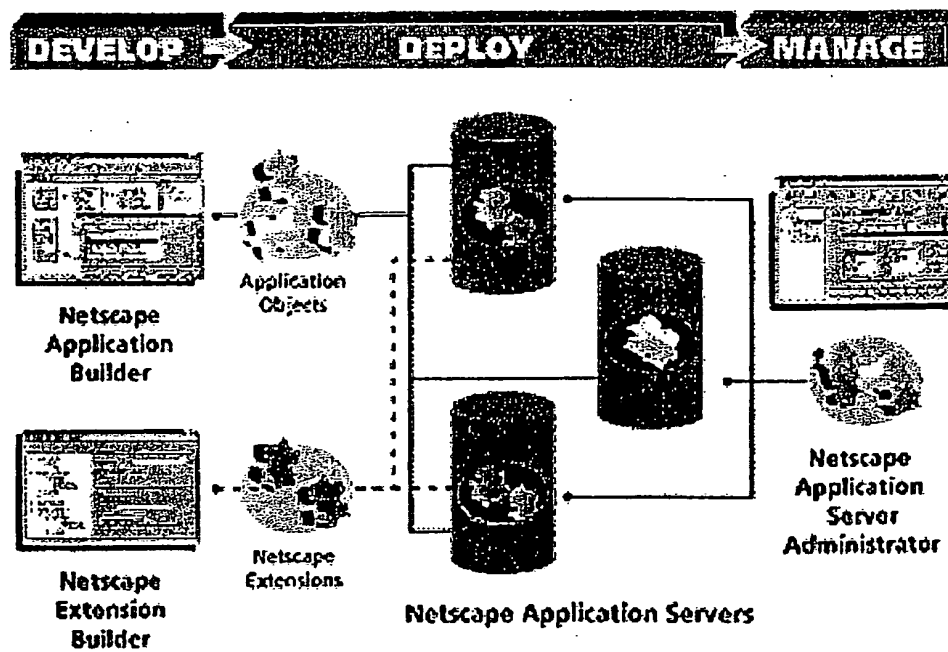 DEVELOP
DEPLOY
MANAGE
Netscape
Application
Builder
Application
Objects
Netscape
Application
Server
Administrator
Netscape
Extension
Builder
Netscape
Extensions
Netscape Application Servers